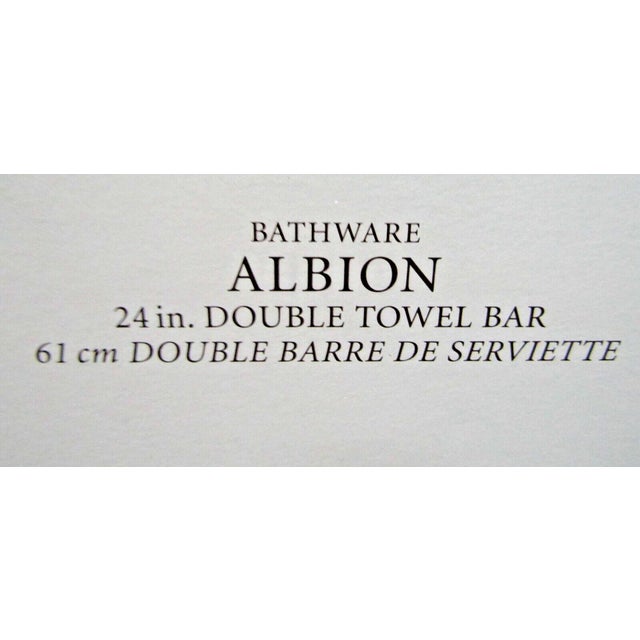 BATHWARE
ALBION
24 in. DOUBLE TOWEL BAR
61 cm DOUBLE BARRE DE SERVIETTE